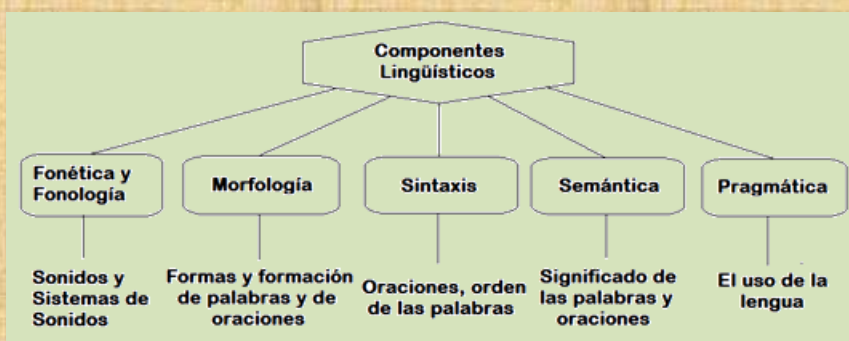 Componentes
Lingüísticos
Fonética y
Fonología
Morfología
Sintaxis
Semántica
Pragmática
Sonidos y
Sistemas de
Sonidos
Formas y formación
de palabras y de
oraciones
Oraciones, orden
de las palabras
Significado de
las palabras y
oraciones
El uso de la
lengua